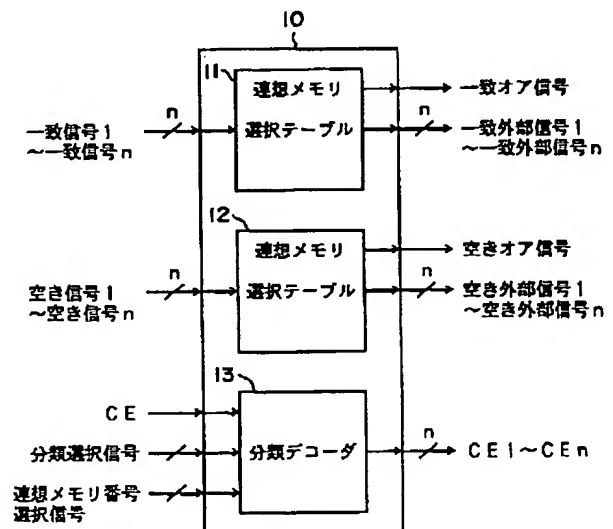 10
11
連想メモリ
選択テーブル
n
一致信号1
～一致信号n
一致オア信号
n
一致外部信号1
～一致外部信号n
12
連想メモリ
選択テーブル
n
空き信号1
～空き信号n
空きオア信号
n
空き外部信号1
～空き外部信号n
13
分類デコーダ
CE
分類選択信号
連想メモリ番号
選択信号
n
CE1～CEn